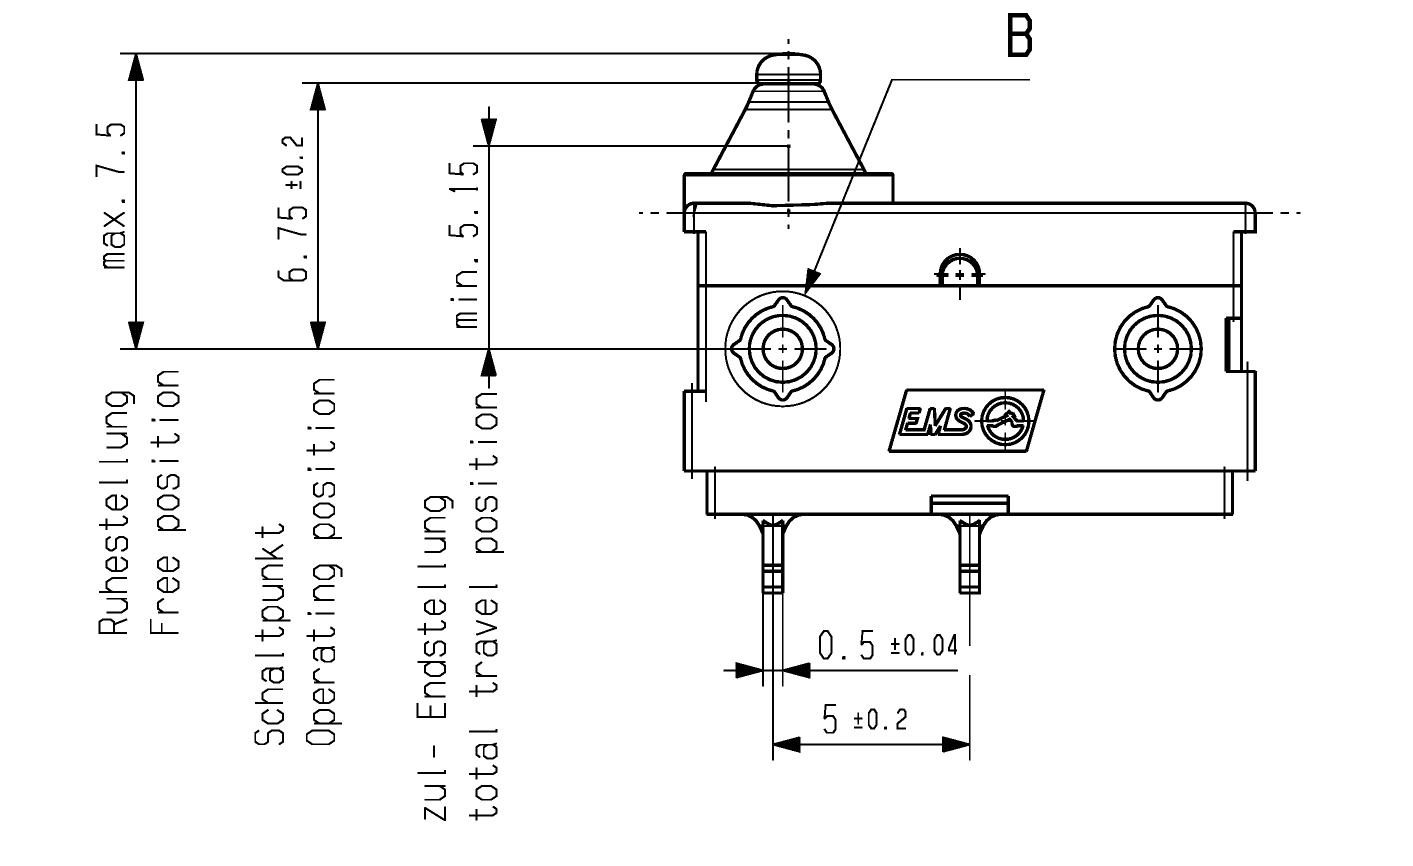 B
max. 7.5
6.75 ±0.2
min. 5.15
Ruhestellung
Free position
Schaltpunkt
Operating position
zul- Endstellung
total travel position
EMS
0.5 ±0.04
5 ±0.2